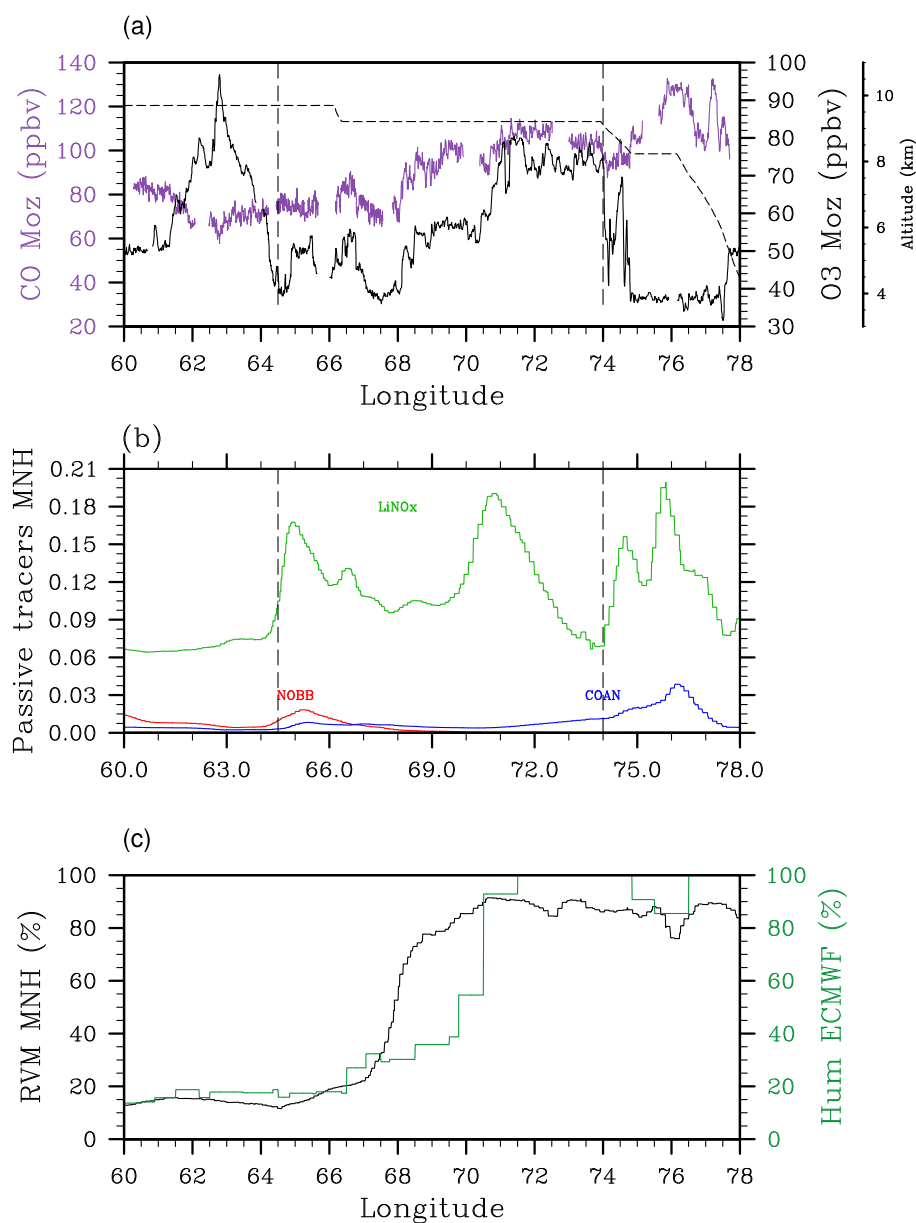 (a)
140
120
100
80
60
40
20
CO Moz (ppbv)
100
90
80
70
60
50
40
30
O3 Moz (ppbv)
10
8
6
4
Altitude (km)
60 62 64 66 68 70 72 74 76 78
Longitude
(b)
0.21
0.18
0.15
0.12
0.09
0.06
0.03
0.00
Passive tracers MNH
LiNOx
NOBB
COAN
60.0 63.0 66.0 69.0 72.0 75.0 78.0
(c)
100
80
60
40
20
0
RVM MNH (%)
100
80
60
40
20
0
Hum ECMWF (%)
60 62 64 66 68 70 72 74 76 78
Longitude